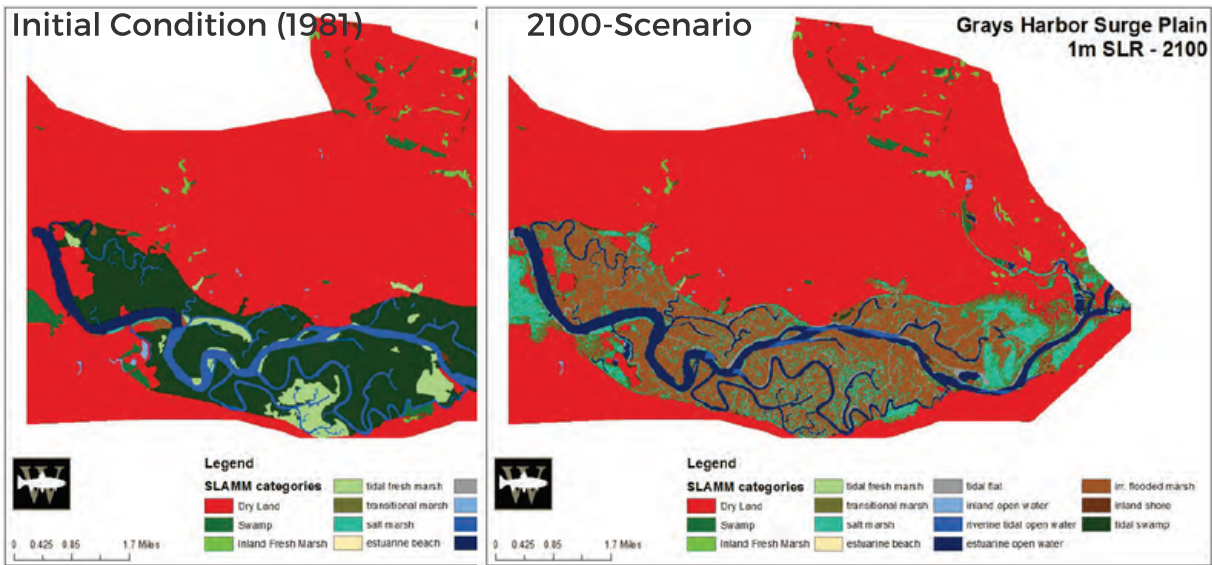 Initial Condition (1981)
2100-Scenario
Grays Harbor Surge Plain
1m SLR - 2100
Legend
SLAMM categories
Dry Land
Swamp
Inland Fresh Marsh
tidal fresh marsh
transitional marsh
salt marsh
estuarine beach
0 0.425 0.85 1.7 Miles
W
Legend
SLAMM categories
Dry Land
Swamp
Inland Fresh Marsh
tidal fresh marsh
transitional marsh
salt marsh
estuarine beach
tidal flat
inland open water
riverine tidal open water
estuarine open water
irr. flooded marsh
inland shore
tidal swamp
0 0.425 0.85 1.7 Miles
W